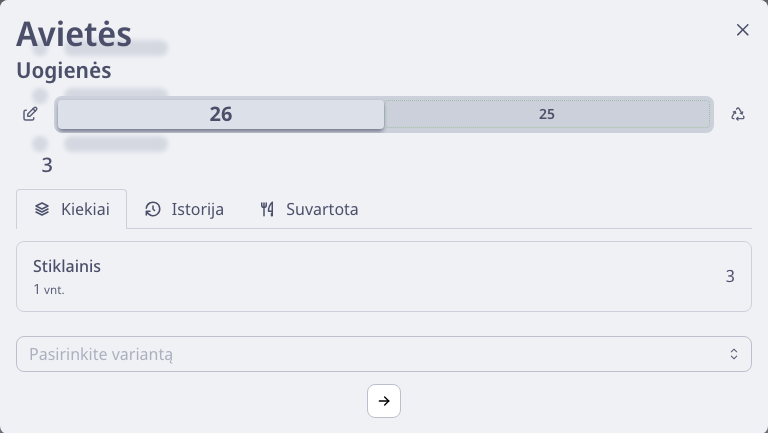 Avietės
Uogienės
26 25
3
Kiekiai Istorija Suvartota
Stiklainis 3
1 vnt.
Pasirinkite variantą